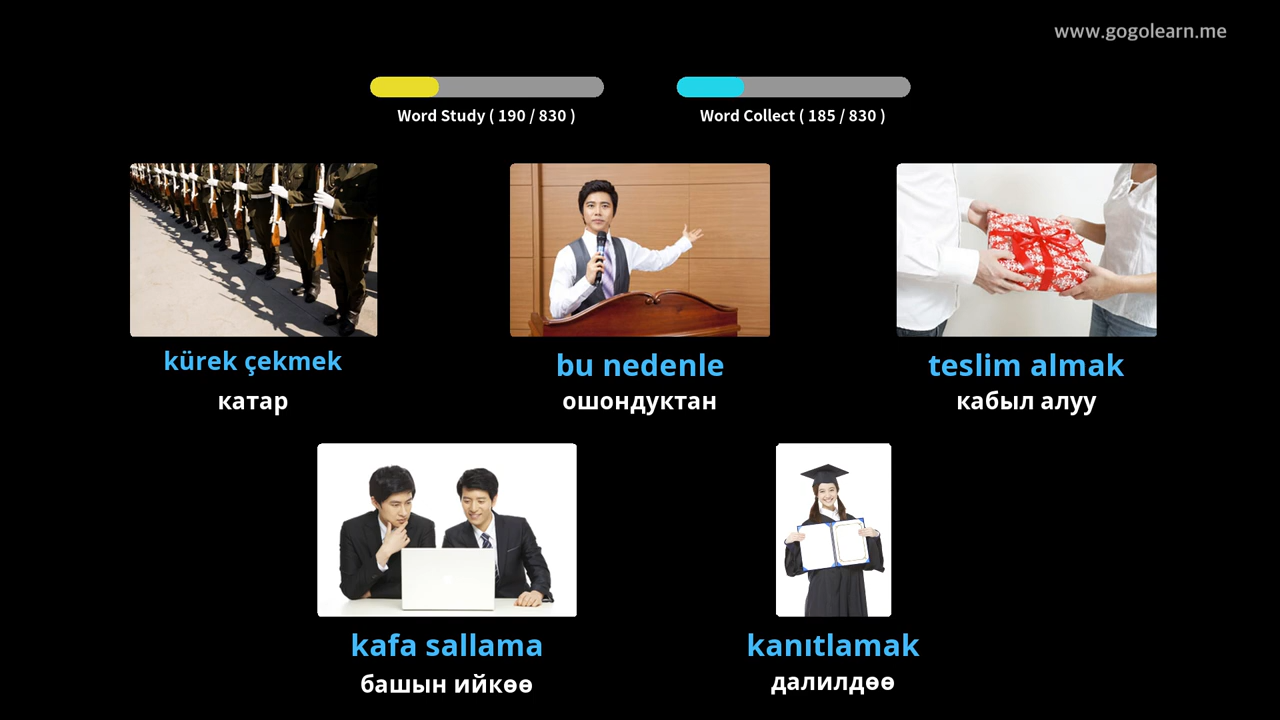 www.gogolearn.me
Word Study ( 190 / 830 )
Word Collect ( 185 / 830 )
kürek çekmek
катар
bu nedenle
ошондуктан
teslim almak
кабыл алуу
kafa sallama
башын ийкөө
kanıtlamak
далилдөө